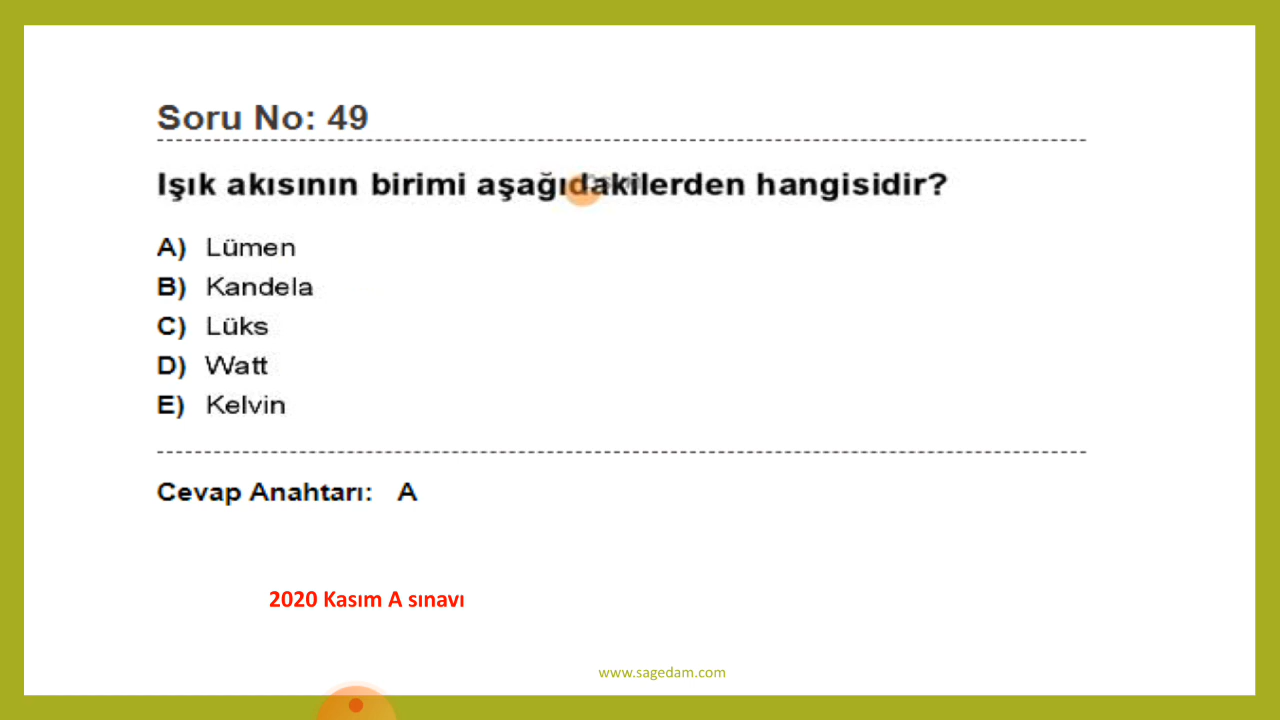 Soru No: 49
Işık akısının birimi aşağıdakilerden hangisidir?
A) Lümen
B) Kandela
C) Lüks
D) Watt
E) Kelvin
Cevap Anahtarı: A
2020 Kasım A sınavı
www.sagedam.com